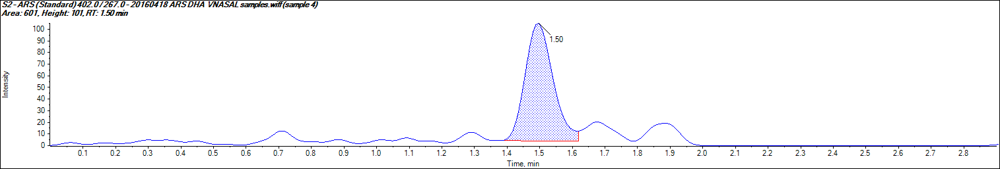 S2 - ARS (Standard) 402.0 / 267.0 - 20160418 ARS DHA VNASAL samples.wiff (sample 4)
Area: 601, Height: 101, RT: 1.50 min
100
90
80
70
60
50
40
30
20
10
0
Intensity
1.50
0.1 0.2 0.3 0.4 0.5 0.6 0.7 0.8 0.9 1.0 1.1 1.2 1.3 1.4 1.5 1.6 1.7 1.8 1.9 2.0 2.1 2.2 2.3 2.4 2.5 2.6 2.7 2.8
Time, min